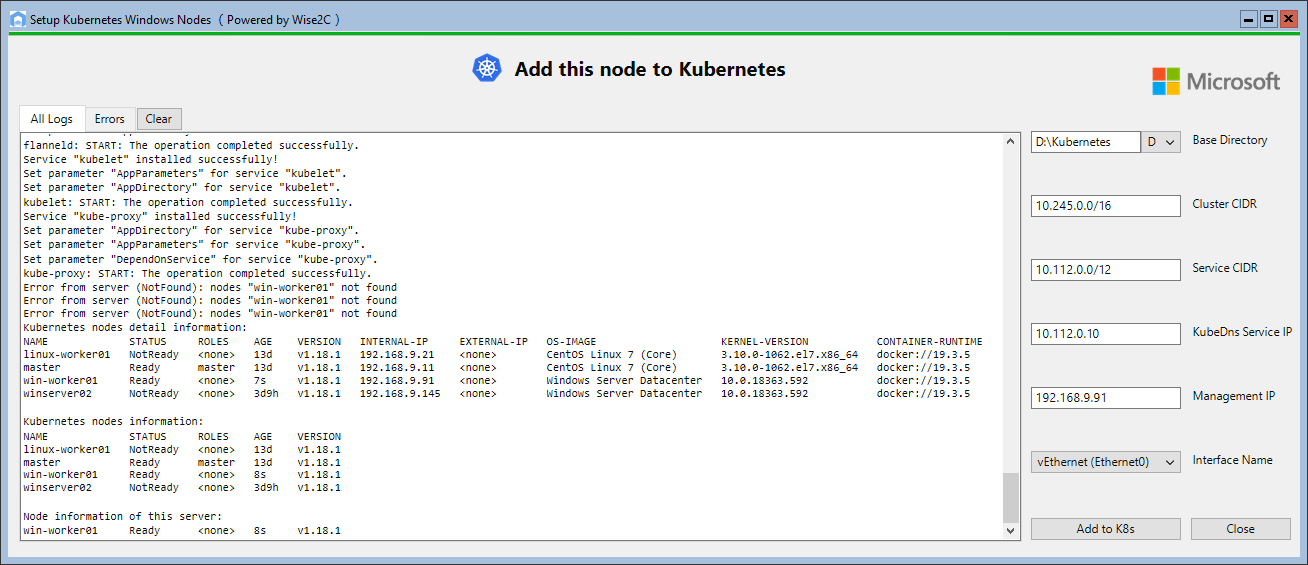 Setup Kubernetes Windows Nodes ( Powered by Wise2C )
Add this node to Kubernetes
Microsoft
All Logs
Errors
Clear
flanneld: START: The operation completed successfully.
Service "kubelet" installed successfully!
Set parameter "AppParameters" for service "kubelet".
Set parameter "AppDirectory" for service "kubelet".
kubelet: START: The operation completed successfully.
Service "kube-proxy" installed successfully!
Set parameter "AppDirectory" for service "kube-proxy".
Set parameter "AppParameters" for service "kube-proxy".
Set parameter "DependOnService" for service "kube-proxy".
kube-proxy: START: The operation completed successfully.
Error from server (NotFound): nodes "win-worker01" not found
Error from server (NotFound): nodes "win-worker01" not found
Error from server (NotFound): nodes "win-worker01" not found
Kubernetes nodes detail information:
NAME STATUS ROLES AGE VERSION INTERNAL-IP EXTERNAL-IP OS-IMAGE KERNEL-VERSION CONTAINER-RUNTIME
linux-worker01 NotReady <none> 13d v1.18.1 192.168.9.21 <none> CentOS Linux 7 (Core) 3.10.0-1062.el7.x86_64 docker://19.3.5
master Ready master 13d v1.18.1 192.168.9.11 <none> CentOS Linux 7 (Core) 3.10.0-1062.el7.x86_64 docker://19.3.5
win-worker01 Ready <none> 7s v1.18.1 192.168.9.91 <none> Windows Server Datacenter 10.0.18363.592 docker://19.3.5
winserver02 NotReady <none> 3d9h v1.18.1 192.168.9.145 <none> Windows Server Datacenter 10.0.18363.592 docker://19.3.5
Kubernetes nodes information:
NAME STATUS ROLES AGE VERSION
linux-worker01 NotReady <none> 13d v1.18.1
master Ready master 13d v1.18.1
win-worker01 Ready <none> 8s v1.18.1
winserver02 NotReady <none> 3d9h v1.18.1
Node information of this server:
win-worker01 Ready <none> 8s v1.18.1
D:\Kubernetes D Base Directory
10.245.0.0/16 Cluster CIDR
10.112.0.0/12 Service CIDR
10.112.0.10 KubeDns Service IP
192.168.9.91 Management IP
vEthernet (Ethernet0) Interface Name
Add to K8s Close